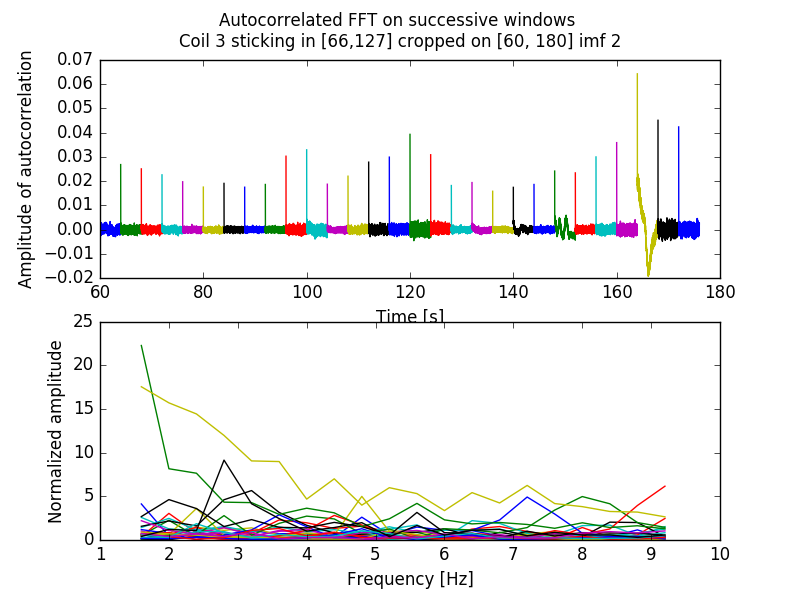 Autocorrelated FFT on successive windows
Coil 3 sticking in [66,127] cropped on [60, 180] imf 2
Amplitude of autocorrelation
0.07
0.06
0.05
0.04
0.03
0.02
0.01
0.00
−0.01
−0.02
60 80 100 120 140 160 180
Time [s]
Normalized amplitude
25
20
15
10
5
0
1 2 3 4 5 6 7 8 9 10
Frequency [Hz]